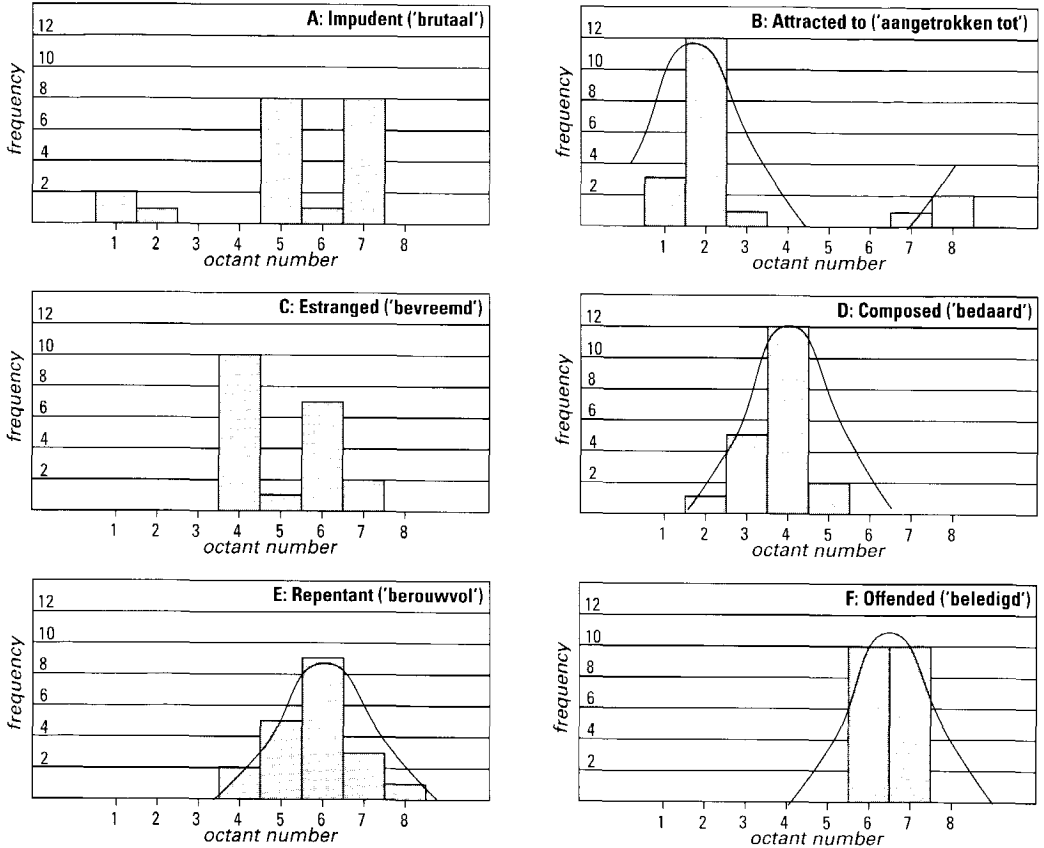 A: Impudent ('brutaal')
12
10
8
6
4
2
frequency
1 2 3 4 5 6 7 8
octant number
B: Attracted to ('aangetrokken tot')
12
10
8
6
4
2
frequency
1 2 3 4 5 6 7 8
octant number
C: Estranged ('bevreemd')
12
10
8
6
4
2
frequency
1 2 3 4 5 6 7 8
octant number
D: Composed ('bedaard')
12
10
8
6
4
2
frequency
1 2 3 4 5 6 7 8
octant number
E: Repentant ('berouwvol')
12
10
8
6
4
2
frequency
1 2 3 4 5 6 7 8
octant number
F: Offended ('beledigd')
12
10
8
6
4
2
frequency
1 2 3 4 5 6 7 8
octant number